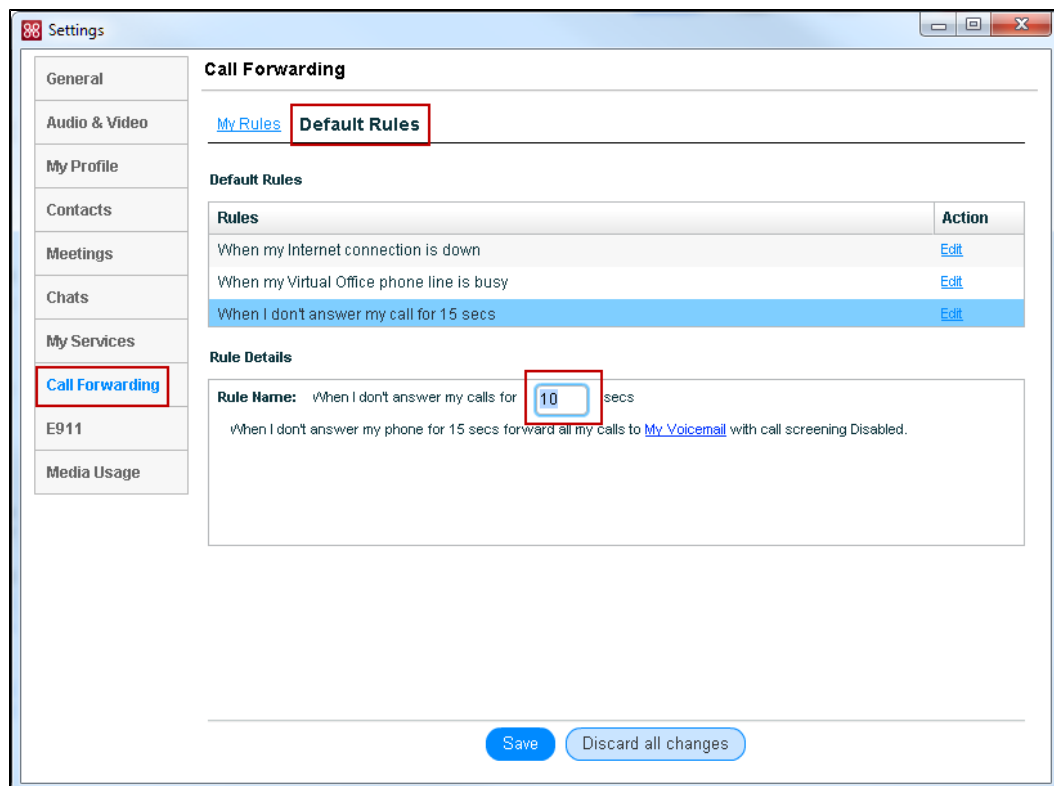 Settings
General
Audio & Video
My Profile
Contacts
Meetings
Chats
My Services
Call Forwarding
E911
Media Usage
Call Forwarding
My Rules Default Rules
Default Rules
Rules Action
When my Internet connection is down Edit
When my Virtual Office phone line is busy Edit
When I don't answer my call for 15 secs Edit
Rule Details
Rule Name: When I don't answer my calls for 10 secs
When I don't answer my phone for 15 secs forward all my calls to My Voicemail with call screening Disabled.
Save Discard all changes